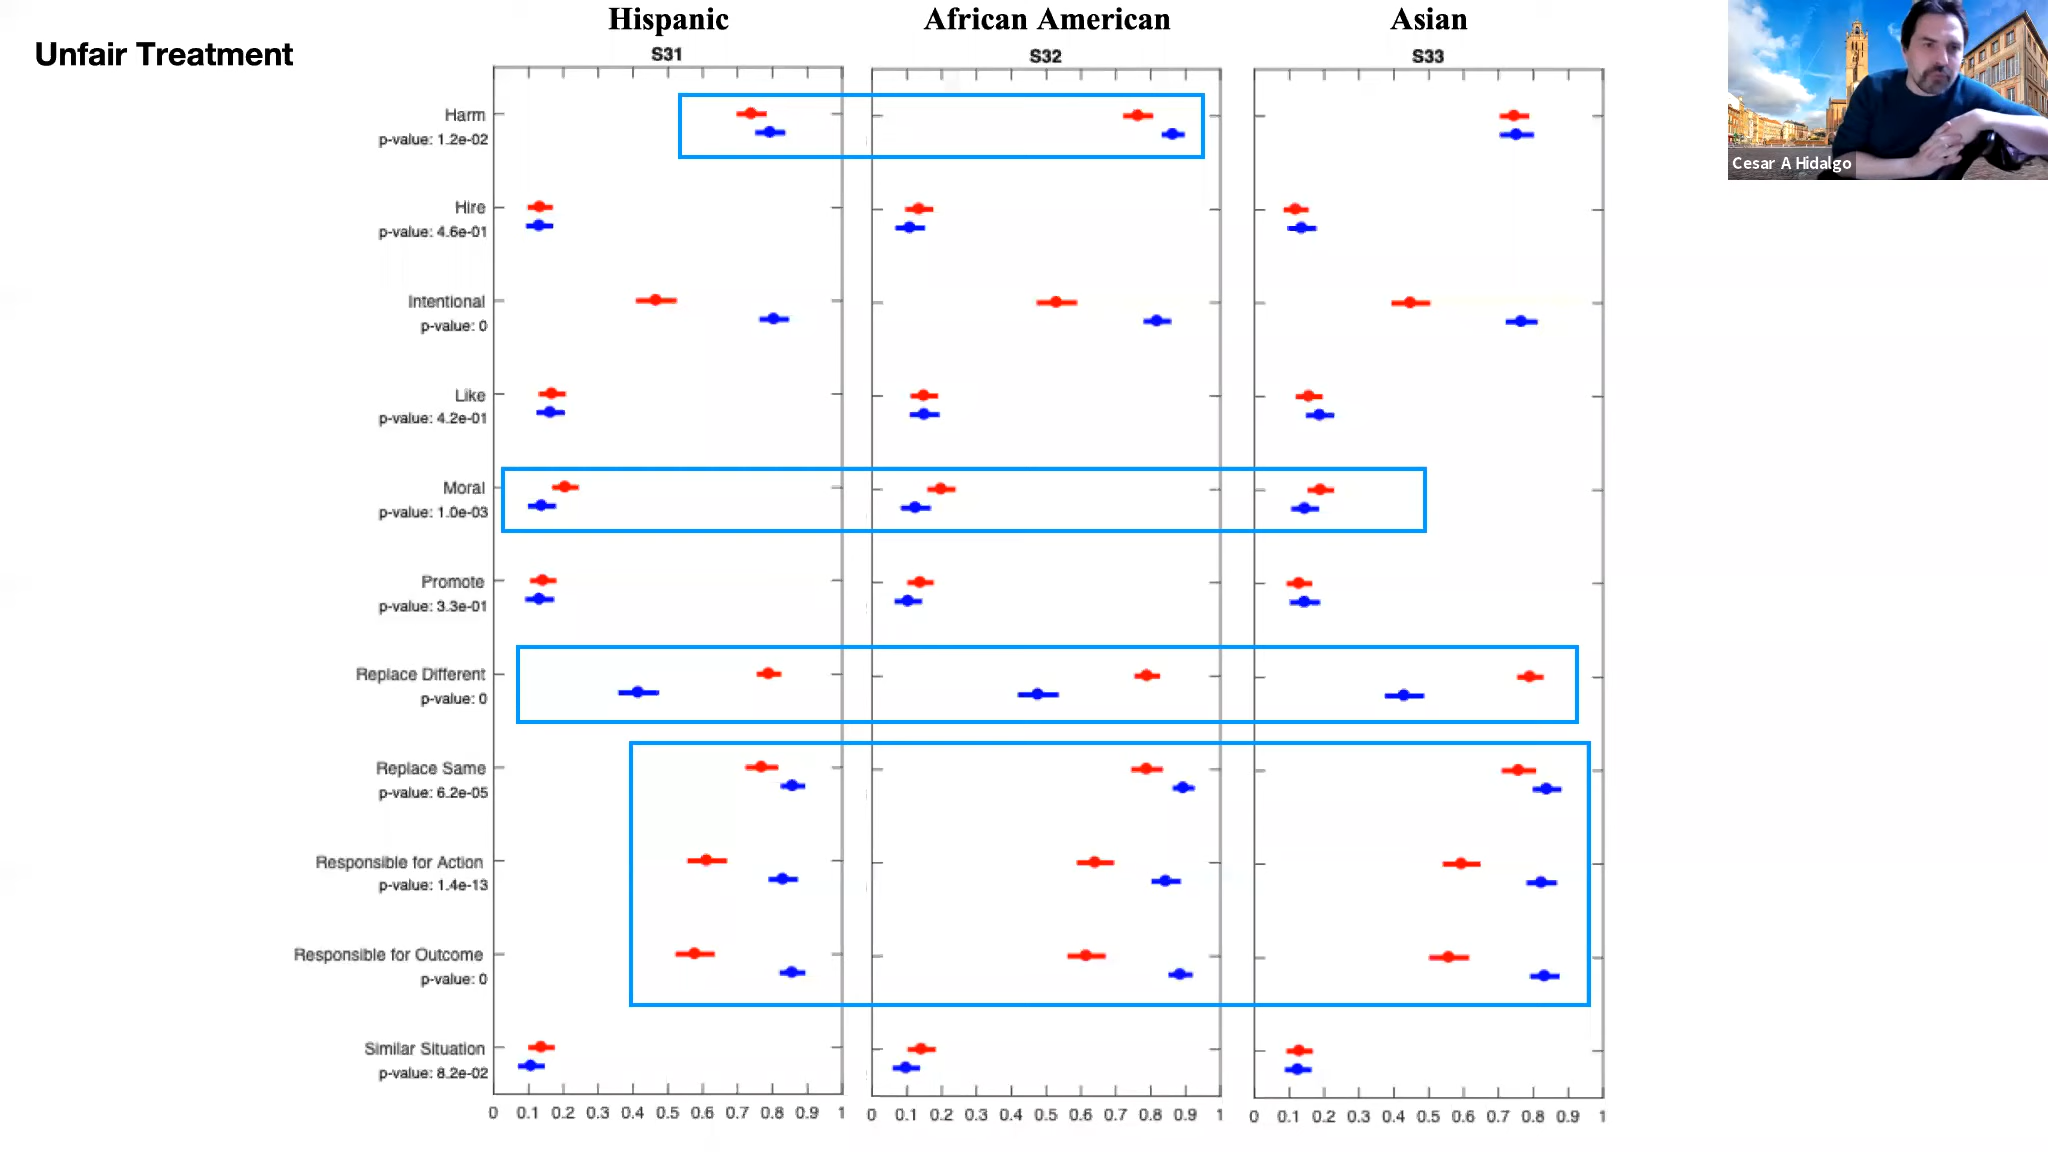 Unfair Treatment
Hispanic African American Asian
S31 S32 S33
Harm
p-value: 1.2e-02
Hire
p-value: 4.6e-01
Intentional
p-value: 0
Like
p-value: 4.2e-01
Moral
p-value: 1.0e-03
Promote
p-value: 3.3e-01
Replace Different
p-value: 0
Replace Same
p-value: 6.2e-05
Responsible for Action
p-value: 1.4e-13
Responsible for Outcome
p-value: 0
Similar Situation
p-value: 8.2e-02
0 0.1 0.2 0.3 0.4 0.5 0.6 0.7 0.8 0.9 1
0 0.1 0.2 0.3 0.4 0.5 0.6 0.7 0.8 0.9 1
0 0.1 0.2 0.3 0.4 0.5 0.6 0.7 0.8 0.9 1
Cesar A Hidalgo